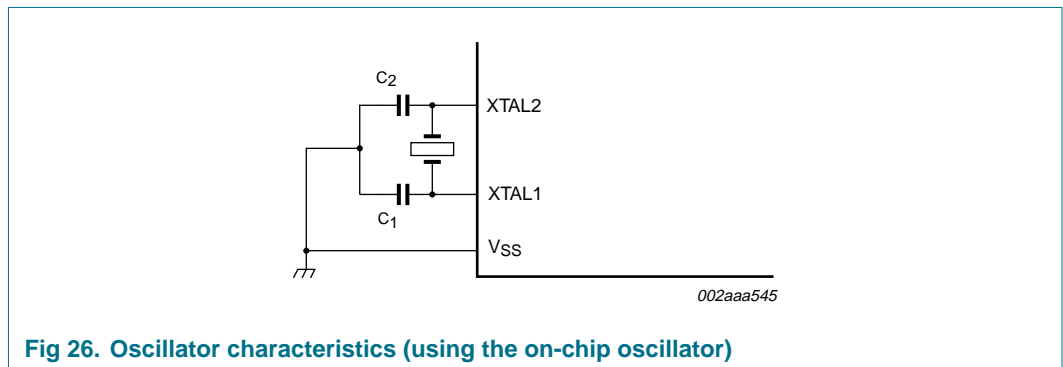 C2
XTAL2
XTAL1
C1
VSS
002aaa545
Fig 26. Oscillator characteristics (using the on-chip oscillator)